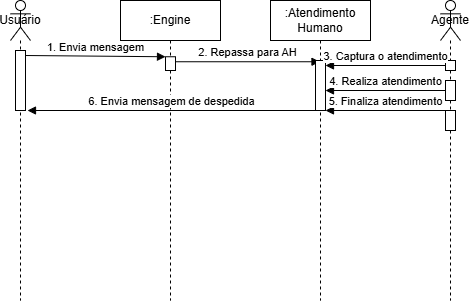 Usuário
:Engine
:Atendimento
Humano
Agente
1. Envia mensagem
2. Repassa para AH
3. Captura o atendimento
4. Realiza atendimento
5. Finaliza atendimento
6. Envia mensagem de despedida